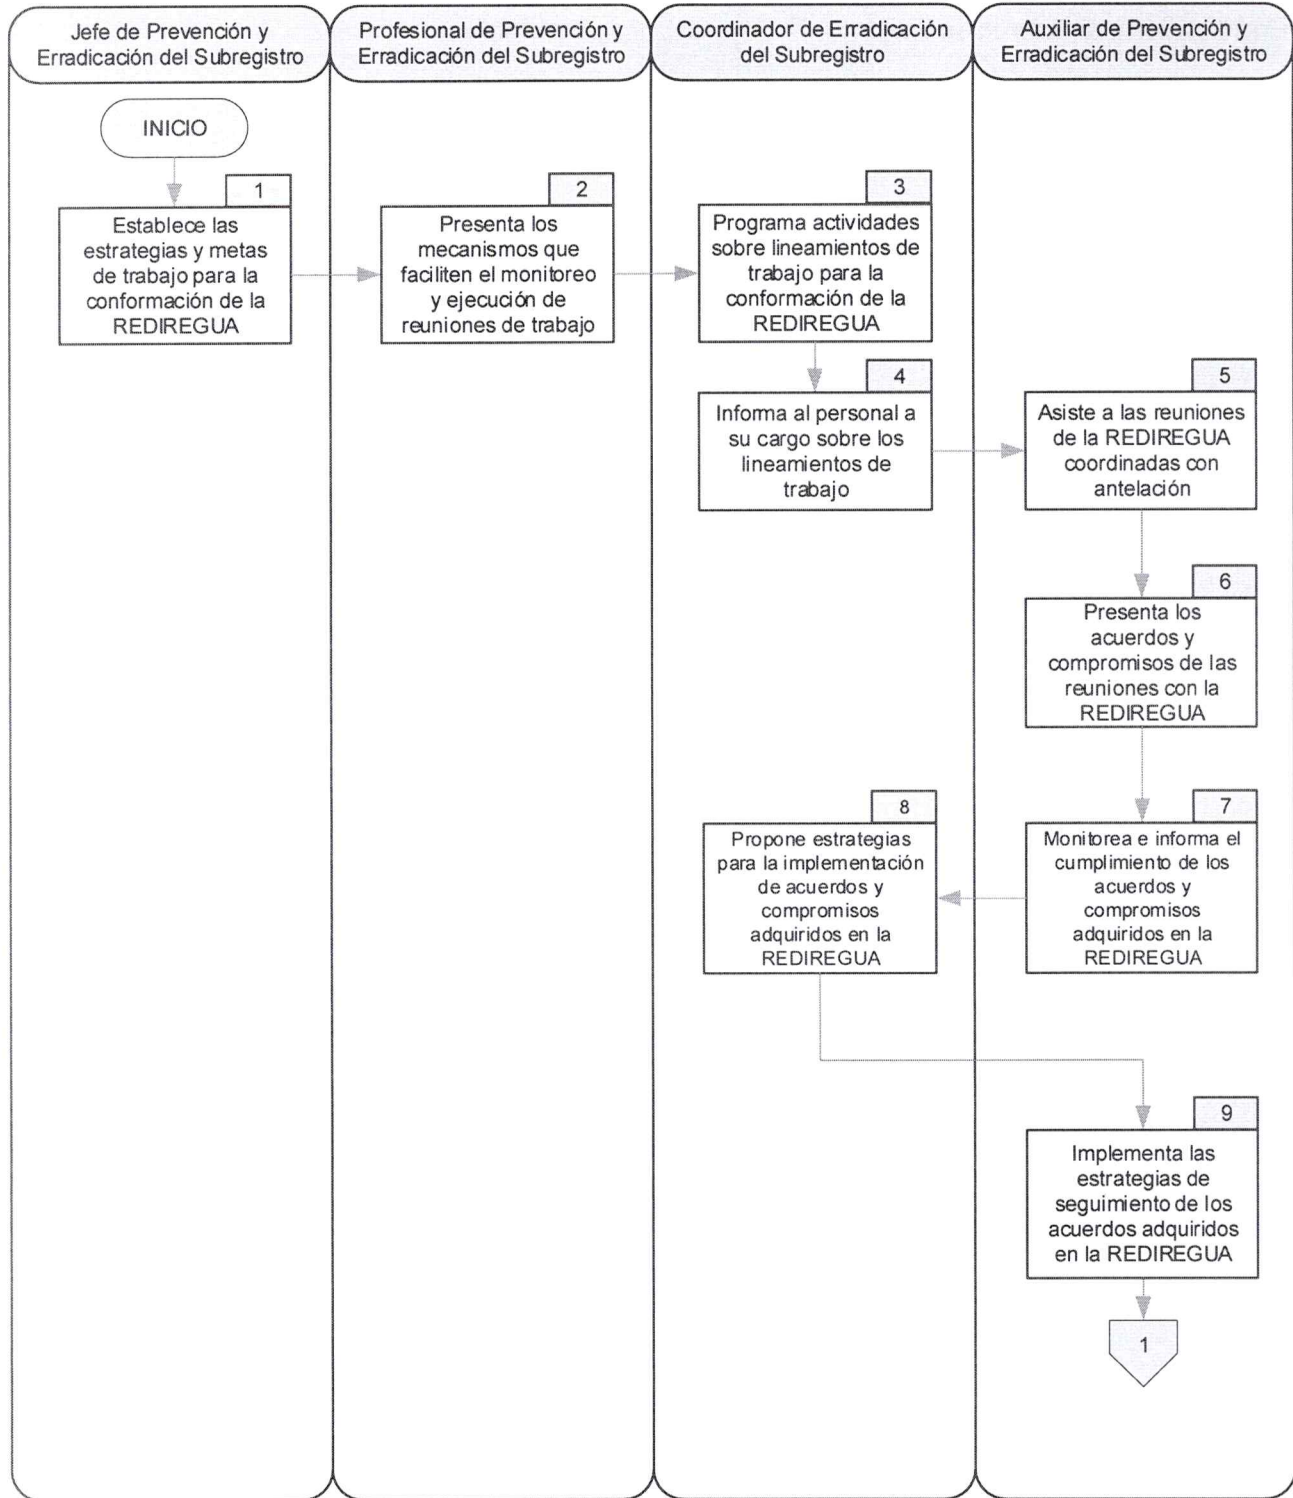 Jefe de Prevención y
Erradicación del Subregistro
Profesional de Prevención y
Erradicación del Subregistro
Coordinador de Erradicación
del Subregistro
Auxiliar de Prevención y
Erradicación del Subregistro
INICIO
1
Establece las
estrategias y metas
de trabajo para la
conformación de la
REDIREGUA
2
Presenta los
mecanismos que
faciliten el monitoreo
y ejecución de
reuniones de trabajo
3
Programa actividades
sobre lineamientos de
trabajo para la
conformación de la
REDIREGUA
4
Informa al personal a
su cargo sobre los
lineamientos de
trabajo
5
Asiste a las reuniones
de la REDIREGUA
coordinadas con
antelación
6
Presenta los
acuerdos y
compromisos de las
reuniones con la
REDIREGUA
7
Monitorea e informa el
cumplimiento de los
acuerdos y
compromisos
adquiridos en la
REDIREGUA
8
Propone estrategias
para la implementación
de acuerdos y
compromisos
adquiridos en la
REDIREGUA
9
Implementa las
estrategias de
seguimiento de los
acuerdos adquiridos
en la REDIREGUA
1